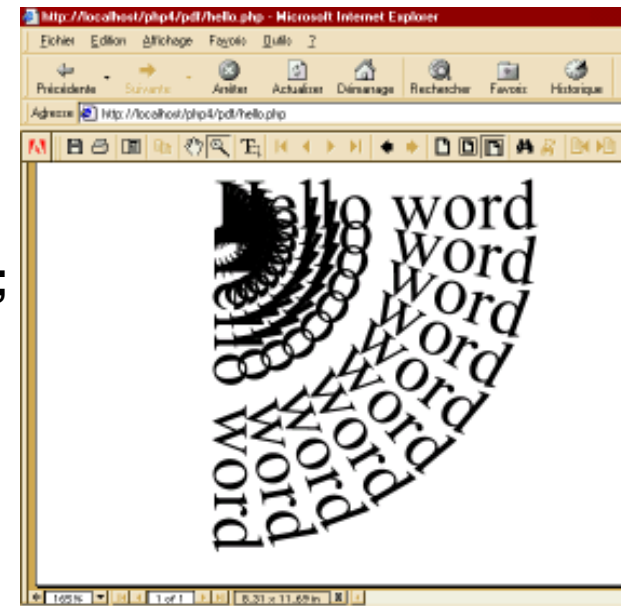 http://localhost/php4/pdf/hello.php - Microsoft Internet Explorer
Fichier Edition Affichage Favoris Outils ?
Précédente Suivante Arrêter Actualiser Démarrage Rechercher Favoris Historique
Adresse http://localhost/php4/pdf/hello.php
;
Hello word
word
word
word
word
word
word
word
word
Hello word
165% 1 of 1 8.31 x 11.69 in